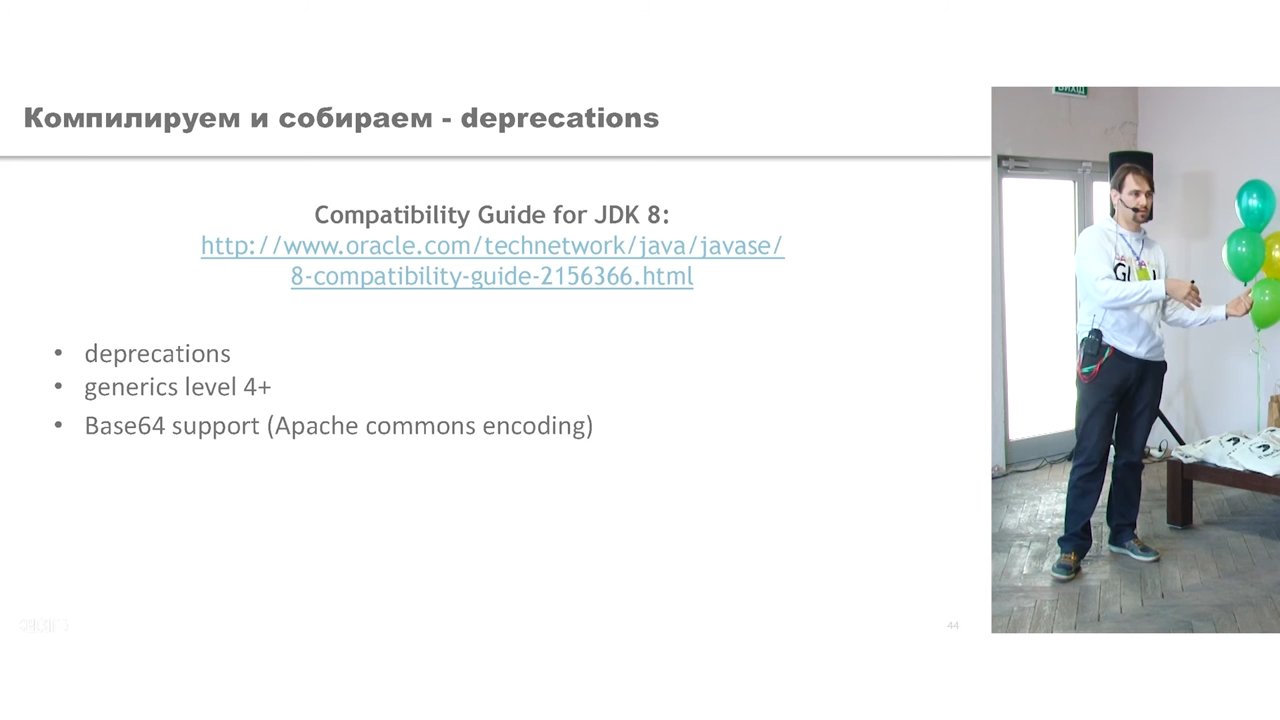 Компилируем и собираем - deprecations
Compatibility Guide for JDK 8:
http://www.oracle.com/technetwork/java/javase/
8-compatibility-guide-2156366.html
• deprecations
• generics level 4+
• Base64 support (Apache commons encoding)
44